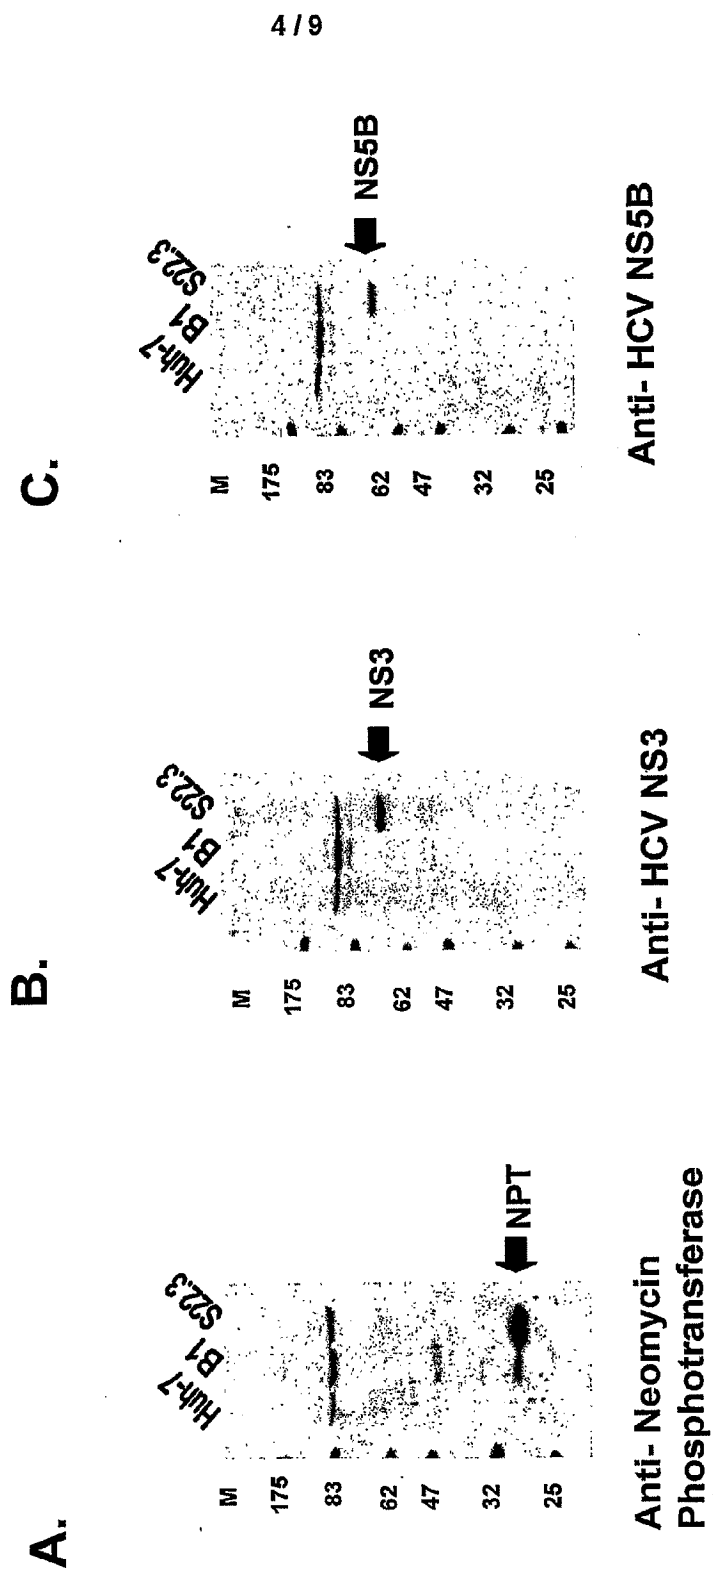 4 / 9
A.
Huh-7 B1 S22.3
M
175
83
62
47
32
25
NPT
Anti- Neomycin
Phosphotransferase
B.
Huh-7 B1 S22.3
M
175
83
62
47
32
25
NS3
Anti- HCV NS3
C.
Huh-7 B1 S22.3
M
175
83
62
47
32
25
NS5B
Anti- HCV NS5B